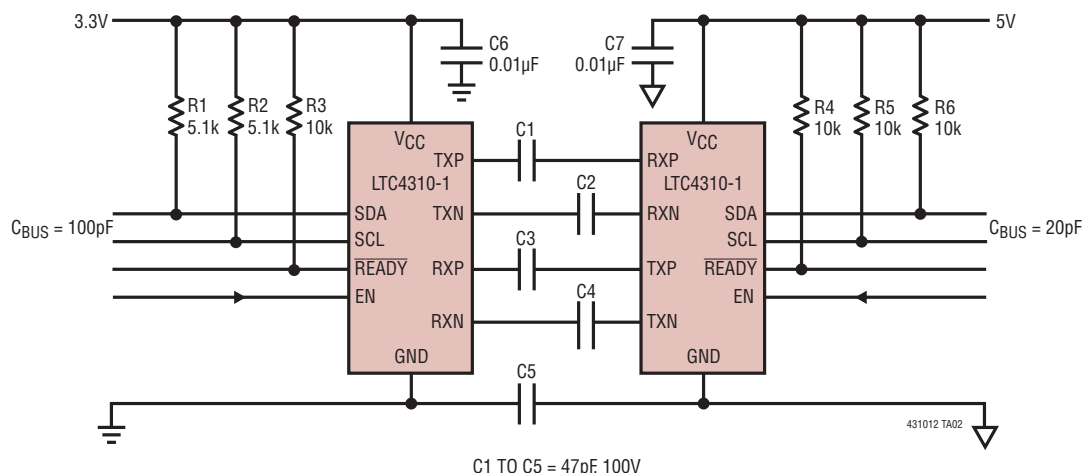 3.3V
5V
C6
0.01µF
C7
0.01µF
R1
5.1k
R2
5.1k
R3
10k
R4
10k
R5
10k
R6
10k
VCC
TXP
LTC4310-1
SDA
TXN
SCL
RXP
READY
EN
RXN
GND
C1
C2
C3
C4
C5
VCC
RXP
LTC4310-1
RXN
SDA
SCL
TXP
READY
EN
TXN
GND
CBUS = 100pF
CBUS = 20pF
431012 TA02
C1 TO C5 = 47pF, 100V